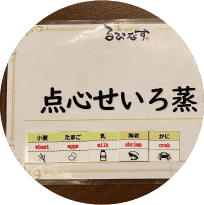 るぴなす
点心せいろ蒸
小麦 たまご 乳 海老 かに
wheat eggs milk shrimp crab